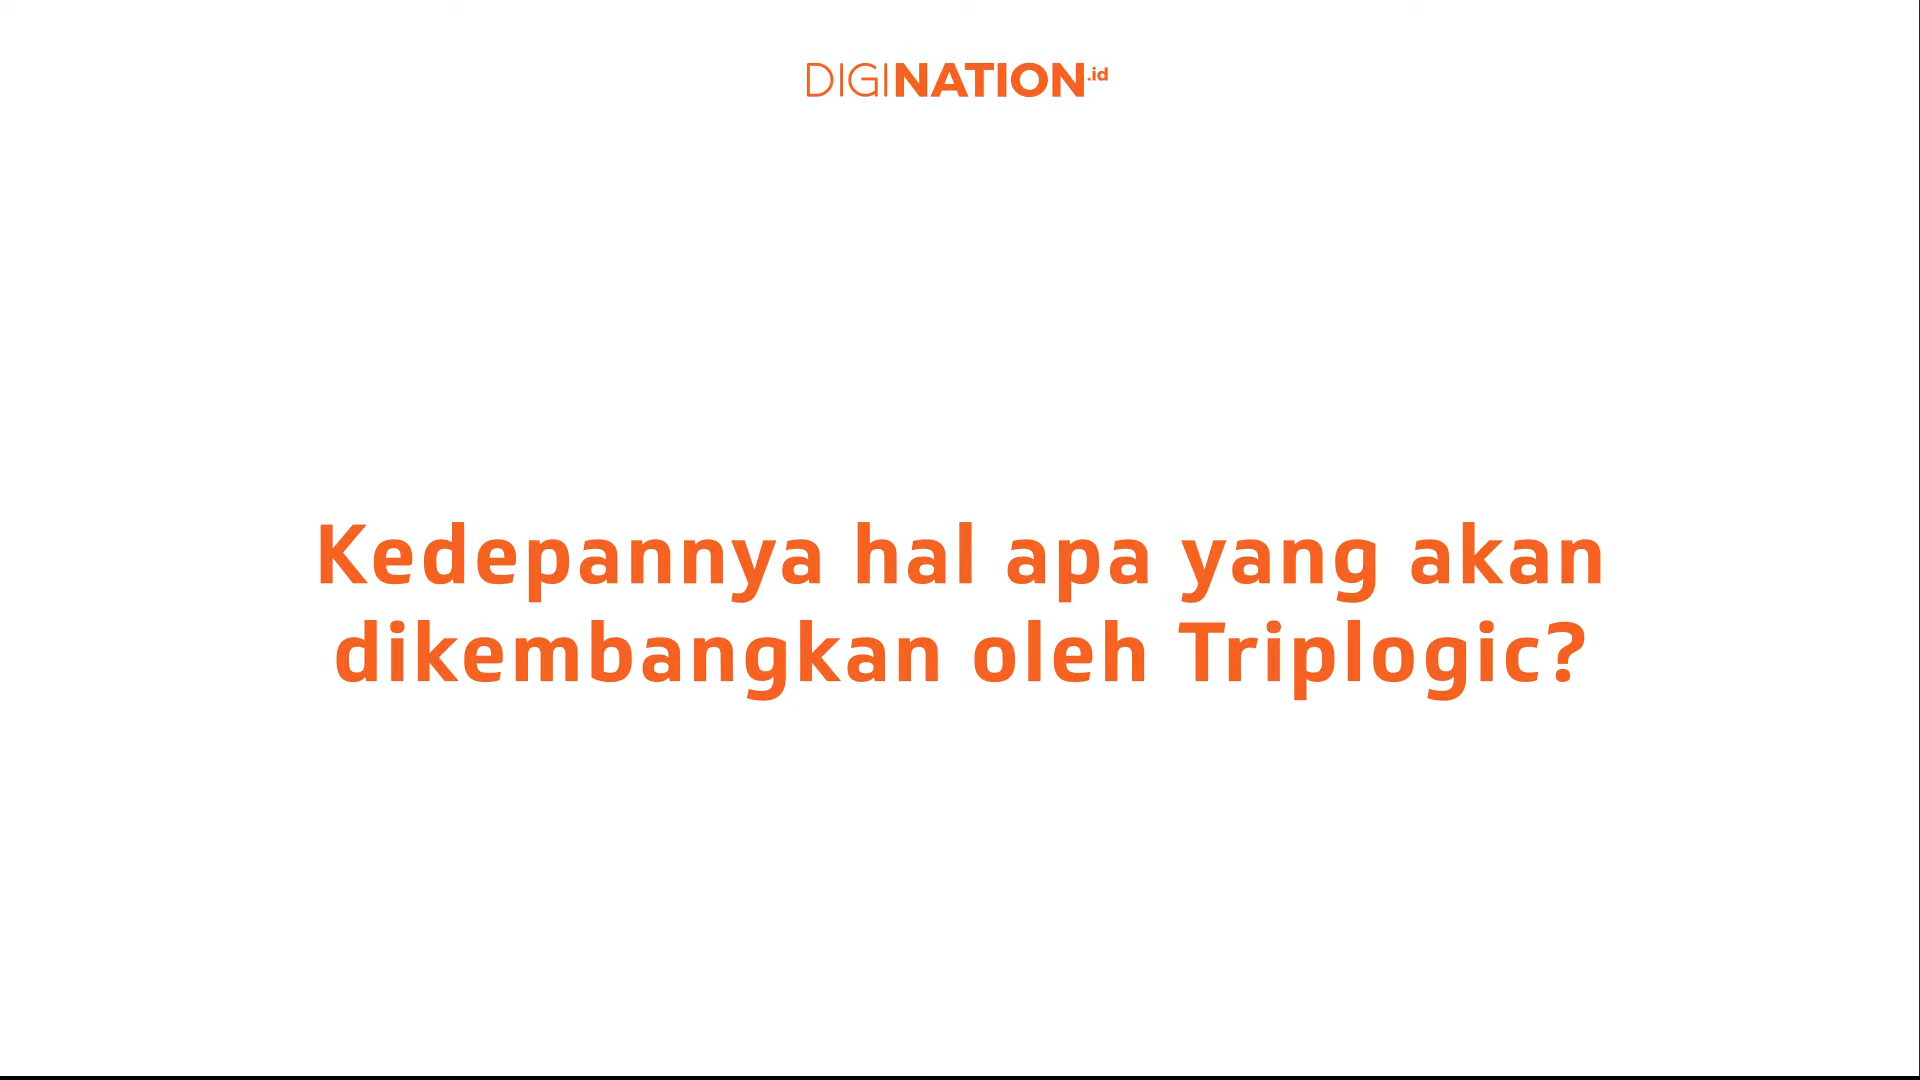 DIGINATION.id
Kedepannya hal apa yang akan
dikembangkan oleh Triplogic?